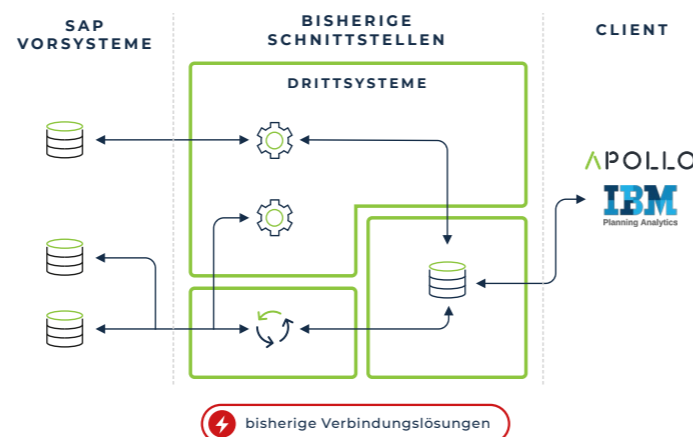 SAP
VORSYSTEME
BISHERIGE
SCHNITTSTELLEN
CLIENT
DRITTSYSTEME
APOLLO
IBM
Planning Analytics
bisherige Verbindungslösungen